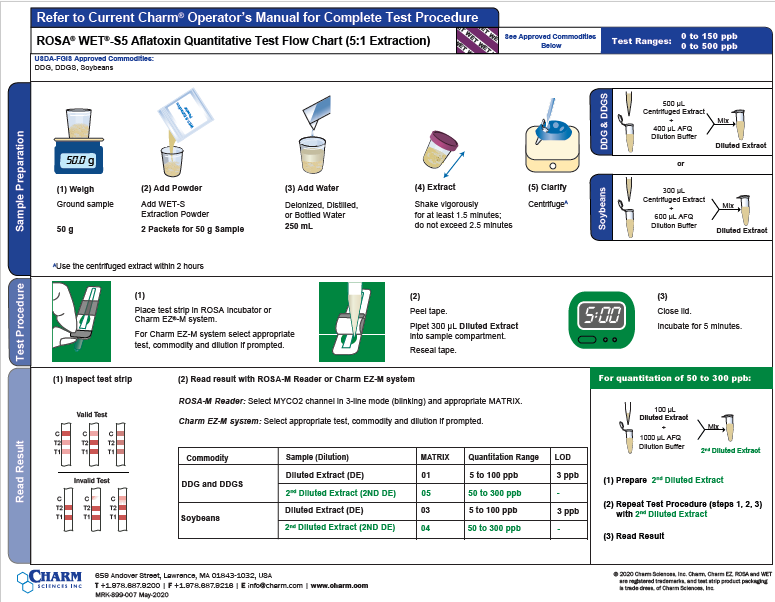 Refer to Current Charm® Operator's Manual for Complete Test Procedure
ROSA® WET®-S5 Aflatoxin Quantitative Test Flow Chart (5:1 Extraction)
See Approved Commodities
Below
Test Ranges: 0 to 150 ppb
0 to 500 ppb
USDA-FGIS Approved Commodities:
DDG, DDGS, Soybeans
Sample Preparation
50.0 g
(1) Weigh
Ground sample
50 g
(2) Add Powder
Add WET-S
Extraction Powder
2 Packets for 50 g Sample
(3) Add Water
Deionized, Distilled,
or Bottled Water
250 mL
(4) Extract
Shake vigorously
for at least 1.5 minutes;
do not exceed 2.5 minutes
(5) Clarify
Centrifuge^A
^AUse the centrifuged extract within 2 hours
DDG & DDGS
500 µL
Centrifuged Extract
+
400 µL AFQ
Dilution Buffer
Mix
Diluted Extract
or
Soybeans
300 µL
Centrifuged Extract
+
600 µL AFQ
Dilution Buffer
Mix
Diluted Extract
Test Procedure
(1)
Place test strip in ROSA Incubator or
Charm EZ®-M system.
For Charm EZ-M system select appropriate
test, commodity and dilution if prompted.
(2)
Peel tape.
Pipet 300 µL Diluted Extract
into sample compartment.
Reseal tape.
5:00
(3)
Close lid.
Incubate for 5 minutes.
Read Result
(1) Inspect test strip
Valid Test
C C C
T2 T2 T2
T1 T1 T1
Invalid Test
C C C
T2 T2 T2
T1 T1 T1
(2) Read result with ROSA-M Reader or Charm EZ-M system
ROSA-M Reader: Select MYCO2 channel in 3-line mode (blinking) and appropriate MATRIX.
Charm EZ-M system: Select appropriate test, commodity and dilution if prompted.
Commodity Sample (Dilution) MATRIX Quantitation Range LOD
DDG and DDGS Diluted Extract (DE) 01 5 to 100 ppb 3 ppb
2nd Diluted Extract (2ND DE) 05 50 to 300 ppb -
Soybeans Diluted Extract (DE) 03 5 to 100 ppb 3 ppb
2nd Diluted Extract (2ND DE) 04 50 to 300 ppb -
For quantitation of 50 to 300 ppb:
100 µL
Diluted Extract
+
1000 µL AFQ
Dilution Buffer
Mix
2nd Diluted Extract
(1) Prepare 2nd Diluted Extract
(2) Repeat Test Procedure (steps 1, 2, 3)
with 2nd Diluted Extract
(3) Read Result
CHARM
SCIENCES INC
659 Andover Street, Lawrence, MA 01843-1032, USA
T +1.978.687.9200 | F +1.978.687.9216 | E info@charm.com | www.charm.com
MRK-899-007 May-2020
© 2020 Charm Sciences, Inc. Charm, Charm EZ, ROSA and WET
are registered trademarks, and test strip product packaging
is trade dress, of Charm Sciences, Inc.